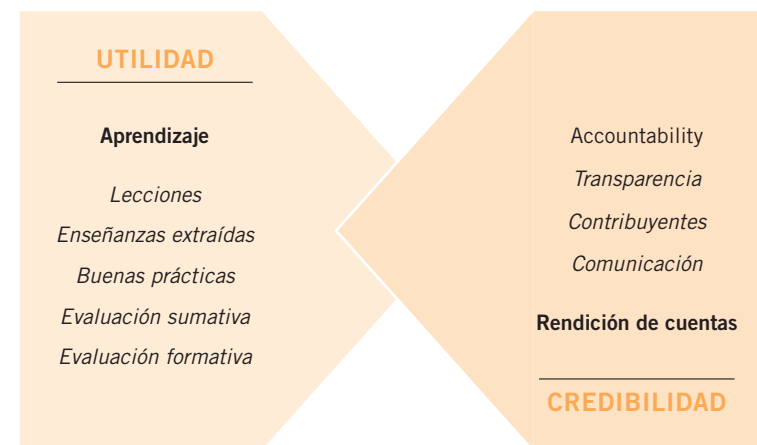 UTILIDAD
Aprendizaje
Lecciones
Enseñanzas extraídas
Buenas prácticas
Evaluación sumativa
Evaluación formativa
Accountability
Transparencia
Contribuyentes
Comunicación
Rendición de cuentas
CREDIBILIDAD